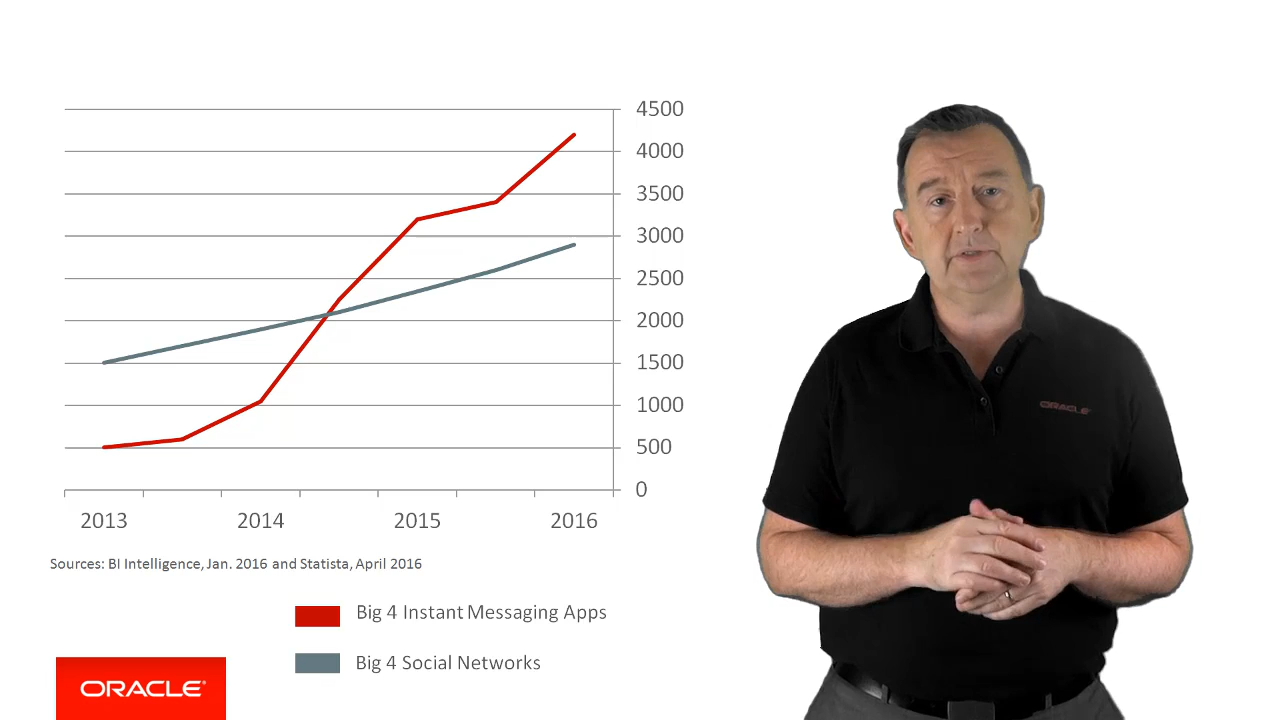 4500
4000
3500
3000
2500
2000
1500
1000
500
0
2013 2014 2015 2016
Sources: BI Intelligence, Jan. 2016 and Statista, April 2016
Big 4 Instant Messaging Apps
Big 4 Social Networks
ORACLE®
ORACLE